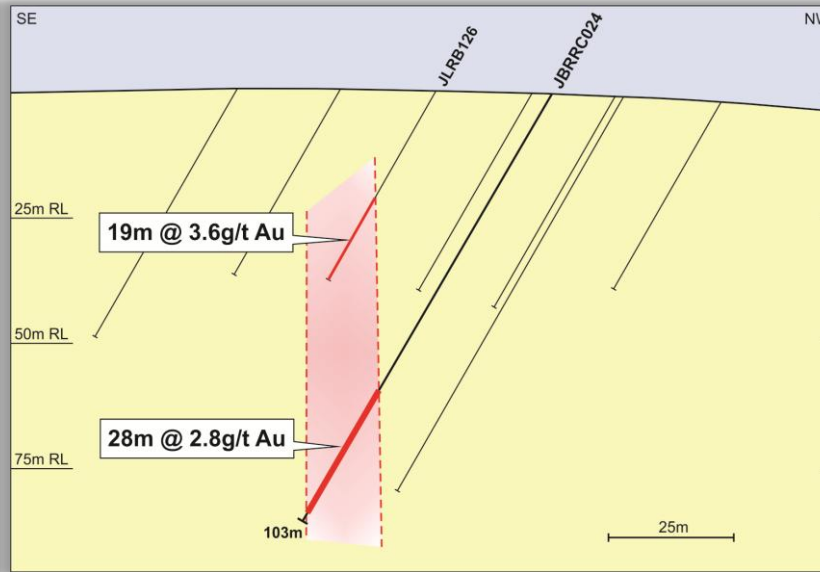 SE
NW
JLRB126
JBRRC024
25m RL
19m @ 3.6g/t Au
50m RL
28m @ 2.8g/t Au
75m RL
103m
25m